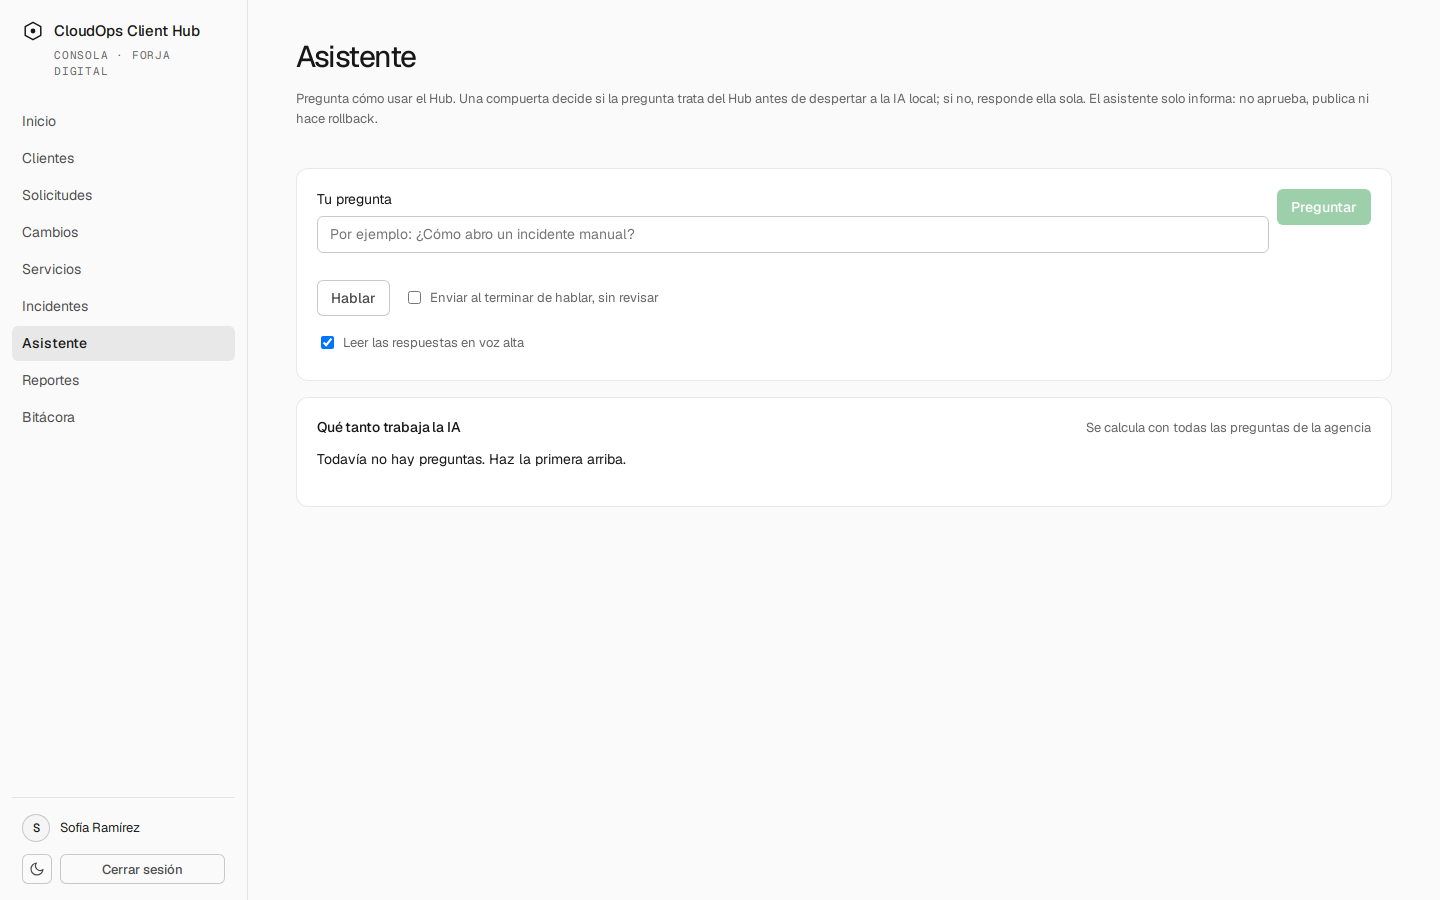 CloudOps Client Hub
CONSOLA · FORJA
DIGITAL
Inicio
Clientes
Solicitudes
Cambios
Servicios
Incidentes
Asistente
Reportes
Bitácora
S
Sofía Ramírez
Cerrar sesión
Asistente
Pregunta cómo usar el Hub. Una compuerta decide si la pregunta trata del Hub antes de despertar a la IA local; si no, responde ella sola. El asistente solo informa: no aprueba, publica ni
hace rollback.
Tu pregunta
Por ejemplo: ¿Cómo abro un incidente manual?
Preguntar
Hablar
Enviar al terminar de hablar, sin revisar
Leer las respuestas en voz alta
Qué tanto trabaja la IA
Se calcula con todas las preguntas de la agencia
Todavía no hay preguntas. Haz la primera arriba.